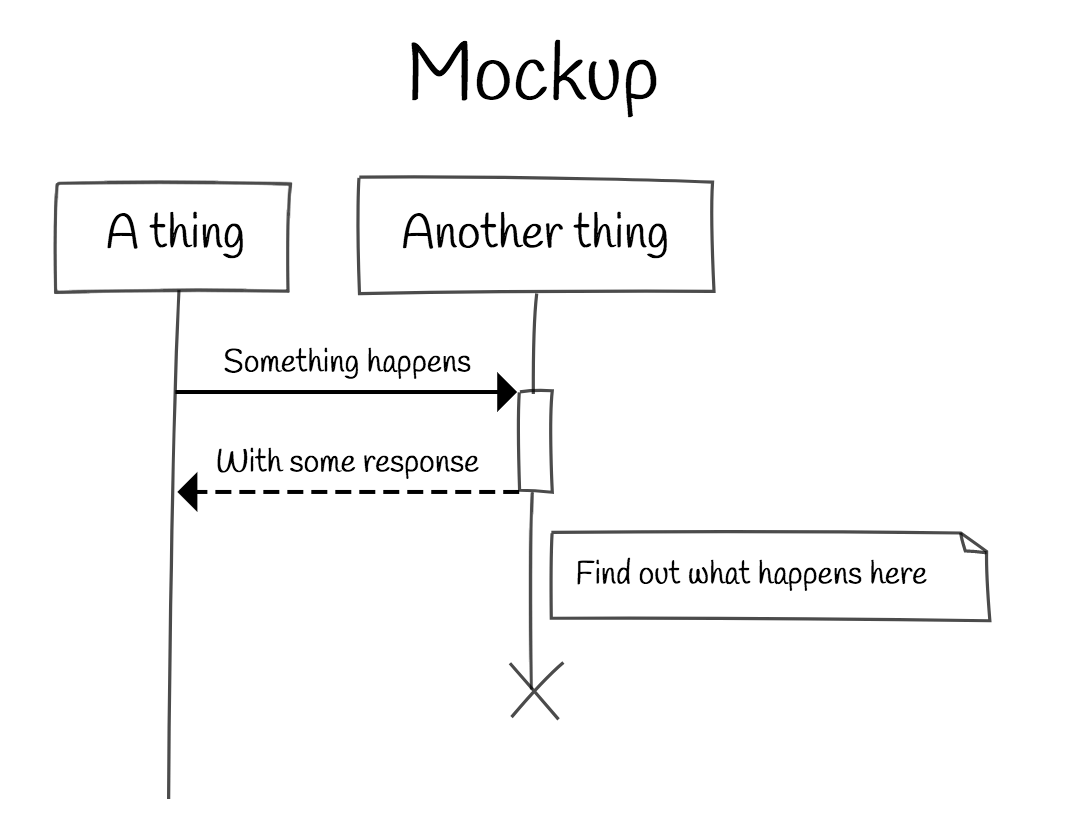 Mockup
A thing
Another thing
Something happens
With some response
Find out what happens here